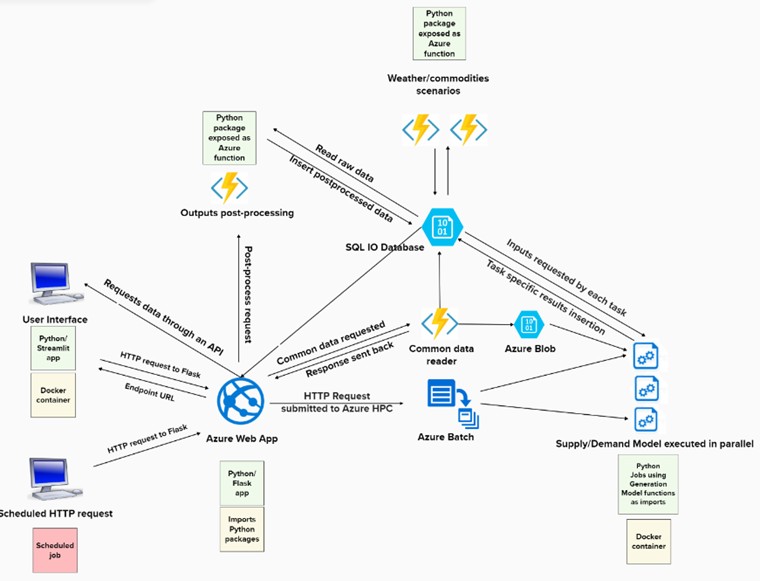 Python
package
exposed as
Azure
function
Weather/commodities
scenarios
Python
package
exposed as
Azure
function
Outputs post-processing
Read raw data
Insert postprocessed data
10
01
SQL IO Database
Inputs requested by each task
Task specific results insertion
Post-process request
User Interface
Requests data through an API
Python/
Streamlit
app
Docker
container
HTTP request to Flask
Endpoint URL
Common data requested
Response sent back
Common data
reader
10
01
Azure Blob
HTTP Request
submitted to Azure HPC
Azure Web App
Azure Batch
Supply/Demand Model executed in parallel
HTTP request to Flask
Scheduled HTTP request
Scheduled
job
Python/
Flask
app
Imports
Python
packages
Python
Jobs using
Generation
Model functions
as imports
Docker
container